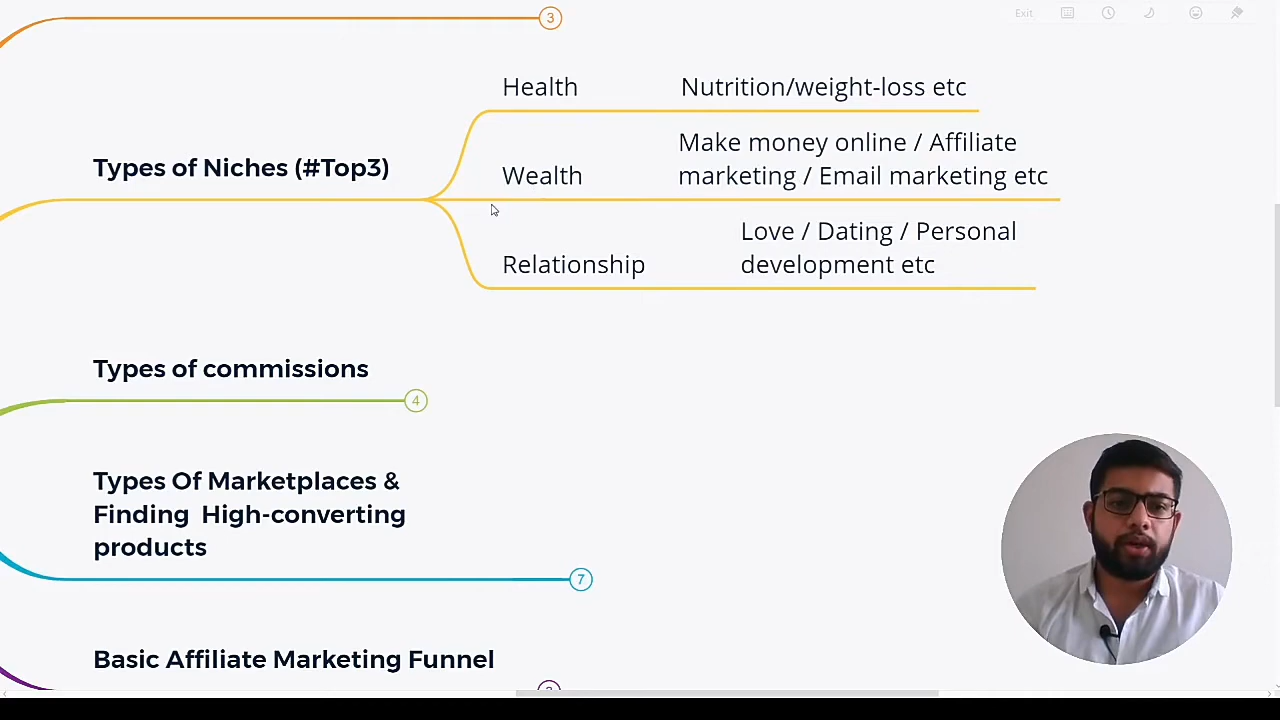 Exit
3
Health
Nutrition/weight-loss etc
Types of Niches (#Top3)
Wealth
Make money online / Affiliate
marketing / Email marketing etc
Relationship
Love / Dating / Personal
development etc
Types of commissions
4
Types Of Marketplaces &
Finding High-converting
products
7
Basic Affiliate Marketing Funnel